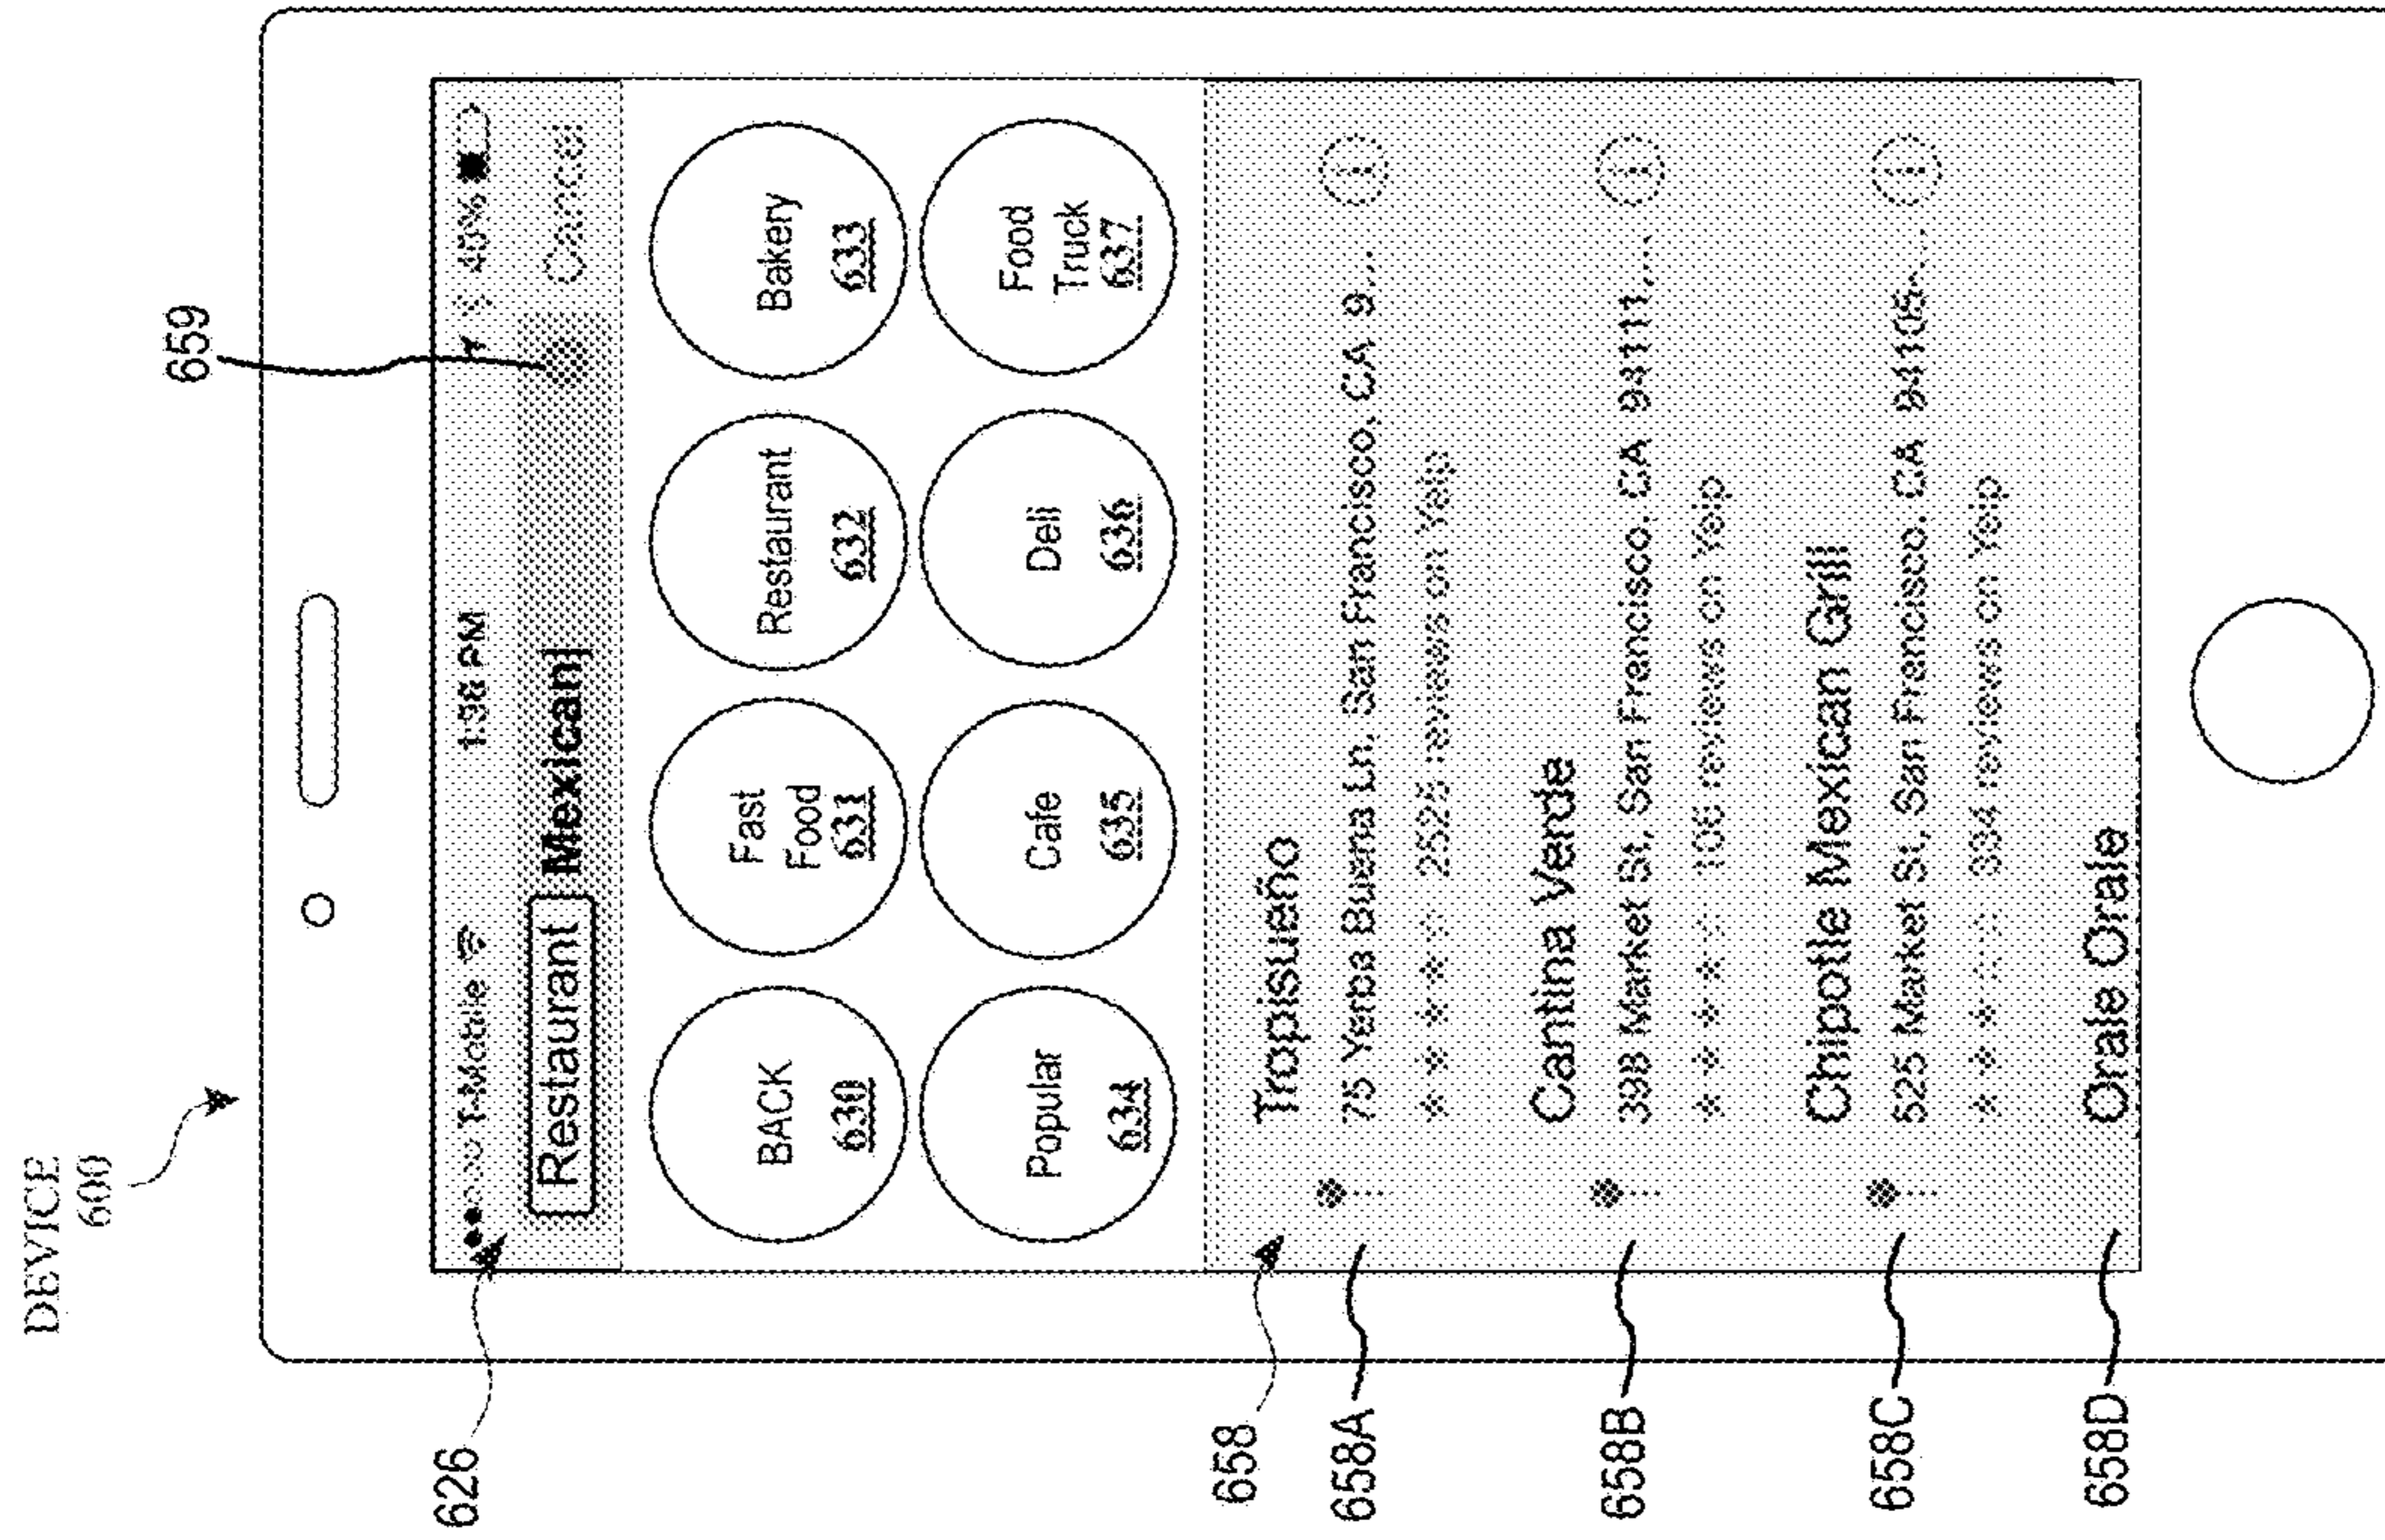 DEVICE
600
659
626
T-Mobile 1:36 PM 40%
Restaurant Mexican Cancel
BACK
630
Fast
Food
631
Restaurant
632
Bakery
633
Popular
634
Cafe
635
Deli
636
Food
Truck
637
658
658A
Tropisueño
75 Yerba Buena Ln, San Francisco, CA 9...
2525 reviews on Yelp
658B
Cantina Verde
398 Market St, San Francisco, CA 94111,...
106 reviews on Yelp
658C
Chipotle Mexican Grill
525 Market St, San Francisco, CA 94105-...
334 reviews on Yelp
658D
Orale Orale